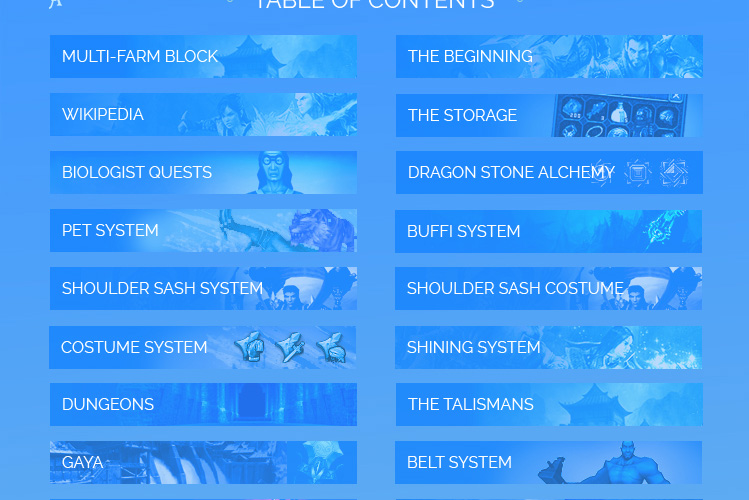 TABLE OF CONTENTS
MULTI-FARM BLOCK
THE BEGINNING
WIKIPEDIA
THE STORAGE
BIOLOGIST QUESTS
DRAGON STONE ALCHEMY
PET SYSTEM
BUFFI SYSTEM
SHOULDER SASH SYSTEM
SHOULDER SASH COSTUME
COSTUME SYSTEM
SHINING SYSTEM
DUNGEONS
THE TALISMANS
GAYA
BELT SYSTEM